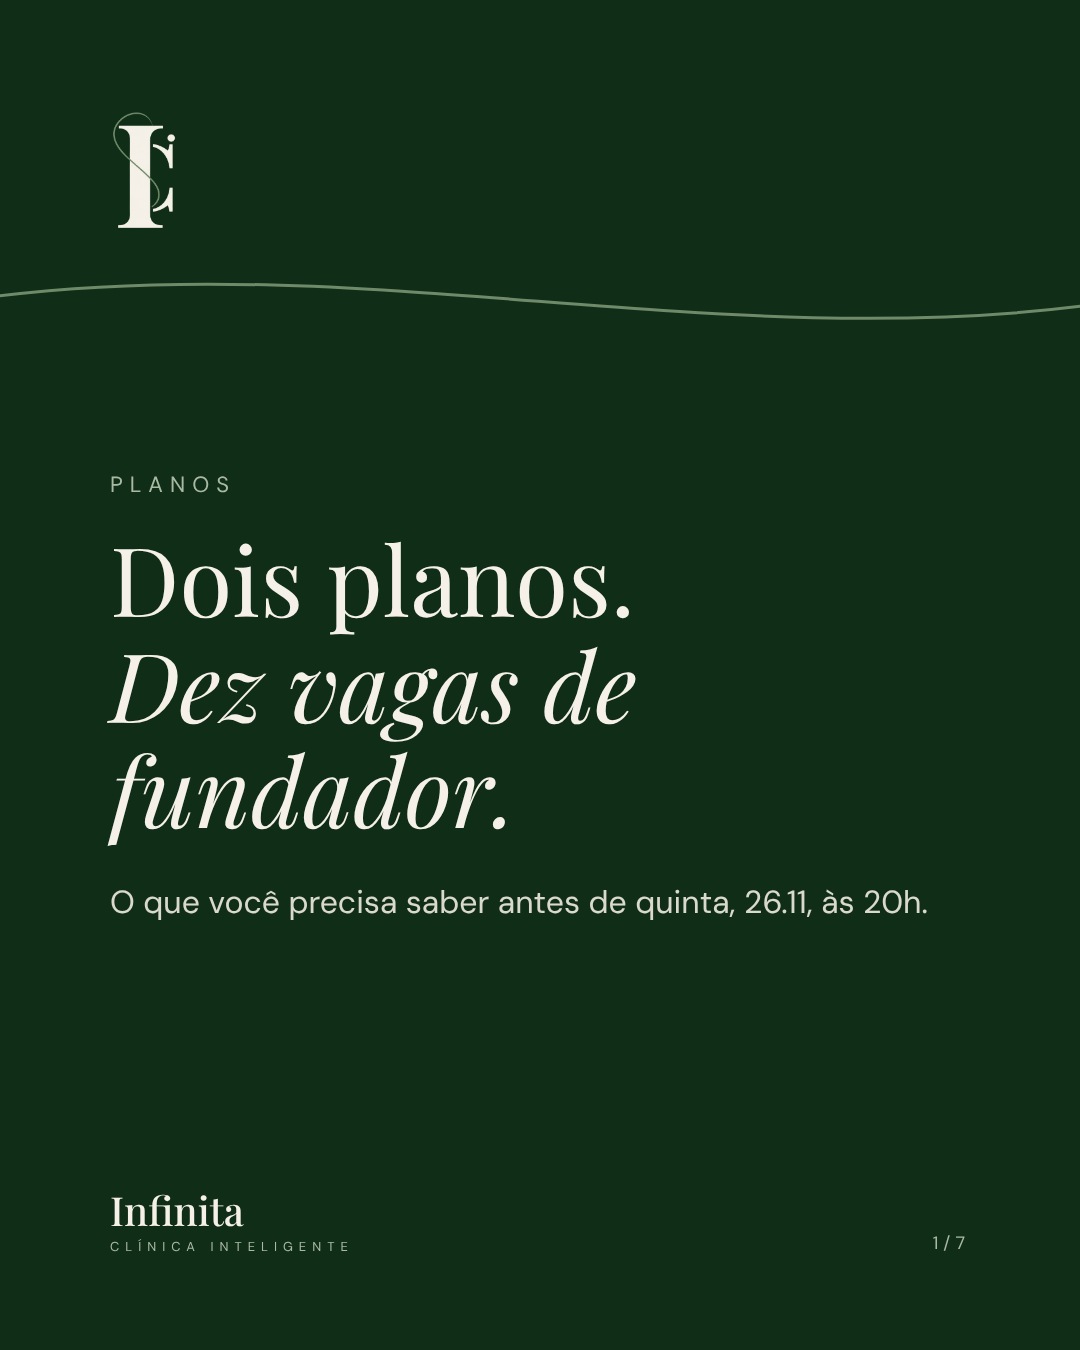 PLANOS
Dois planos.
Dez vagas de
fundador.
O que você precisa saber antes de quinta, 26.11, às 20h.
Infinita
CLÍNICA INTELIGENTE
1 / 7